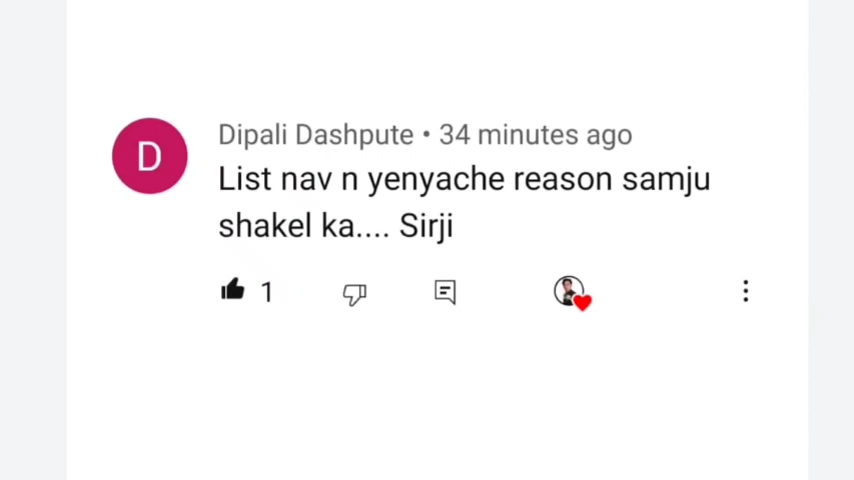 D
Dipali Dashpute • 34 minutes ago
List nav n yenyache reason samju
shakel ka.... Sirji
1